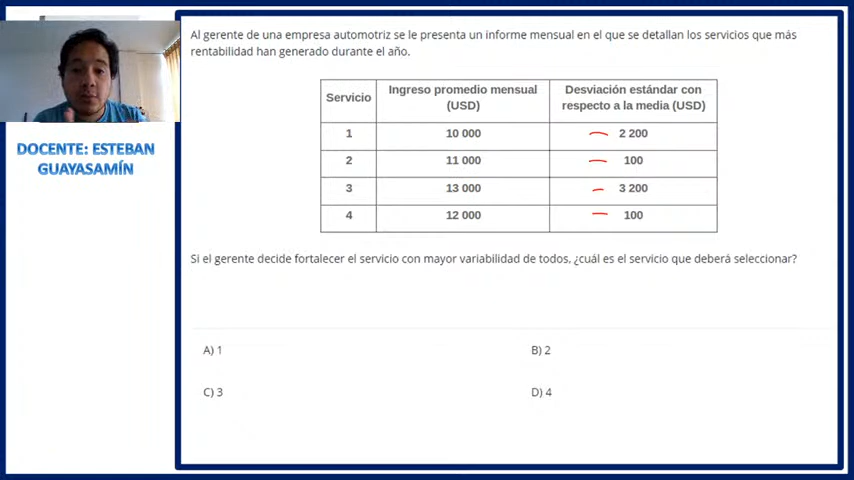 Al gerente de una empresa automotriz se le presenta un informe mensual en el que se detallan los servicios que más
rentabilidad han generado durante el año.
DOCENTE: ESTEBAN
GUAYASAMÍN
Servicio
Ingreso promedio mensual
(USD)
Desviación estándar con
respecto a la media (USD)
1 10 000 2 200
2 11 000 100
3 13 000 3 200
4 12 000 100
Si el gerente decide fortalecer el servicio con mayor variabilidad de todos, ¿cuál es el servicio que deberá seleccionar?
A) 1
B) 2
C) 3
D) 4